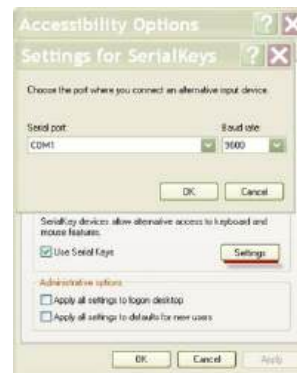 Accessibility Options
Settings for SerialKeys
Choose the port where you connect an alternative input device.
Serial port:
Baud rate:
COM1
9600
OK
Cancel
SerialKey devices allow alternative access to keyboard and
mouse features.
Use Serial Keys
Settings
Administrative options
Apply all settings to logon desktop
Apply all settings to defaults for new users
OK
Cancel
Apply